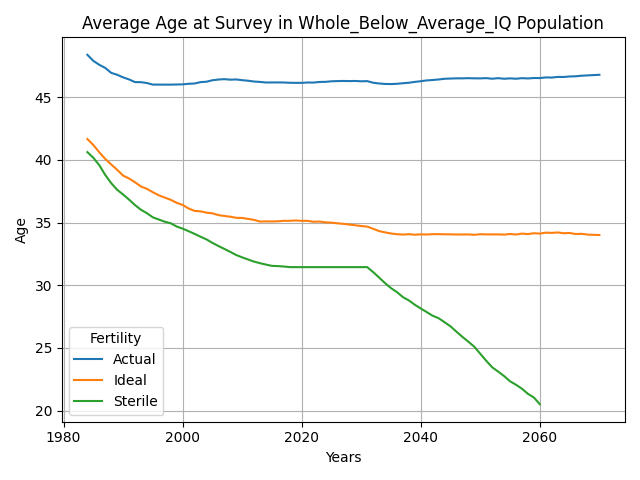 Average Age at Survey in Whole_Below_Average_IQ Population
Age
45
40
35
30
25
20
Fertility
Actual
Ideal
Sterile
1980
2000
2020
2040
2060
Years